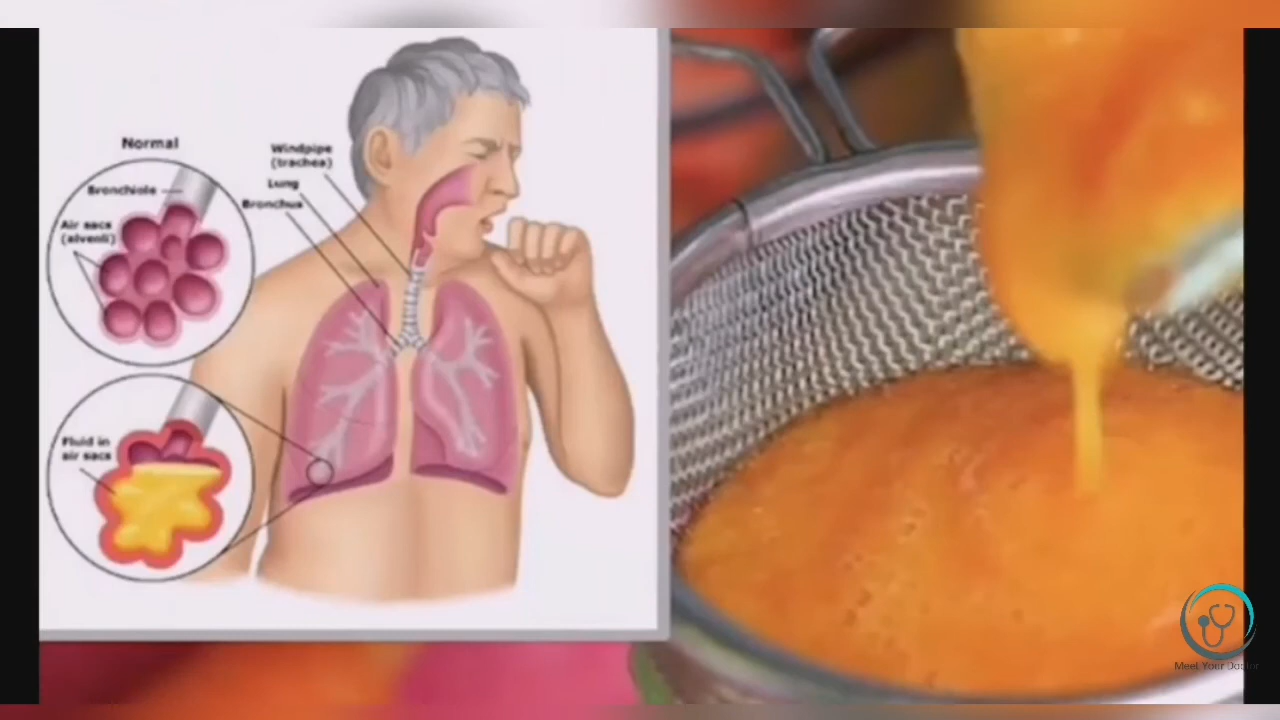 Normal
Bronchiole
Air sacs
(alveoli)
Windpipe
(trachea)
Lung
Bronchus
Fluid in
air sacs
Meet Your Doctor